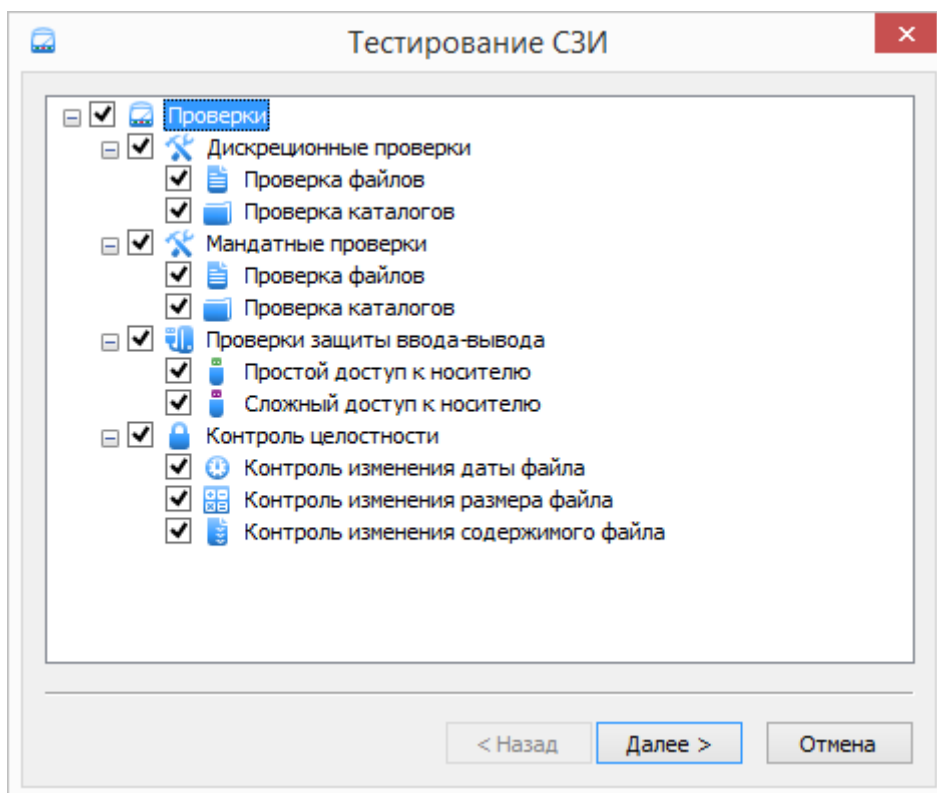 Тестирование СЗИ
Проверки
Дискреционные проверки
Проверка файлов
Проверка каталогов
Мандатные проверки
Проверка файлов
Проверка каталогов
Проверки защиты ввода-вывода
Простой доступ к носителю
Сложный доступ к носителю
Контроль целостности
Контроль изменения даты файла
Контроль изменения размера файла
Контроль изменения содержимого файла
< Назад Далее > Отмена